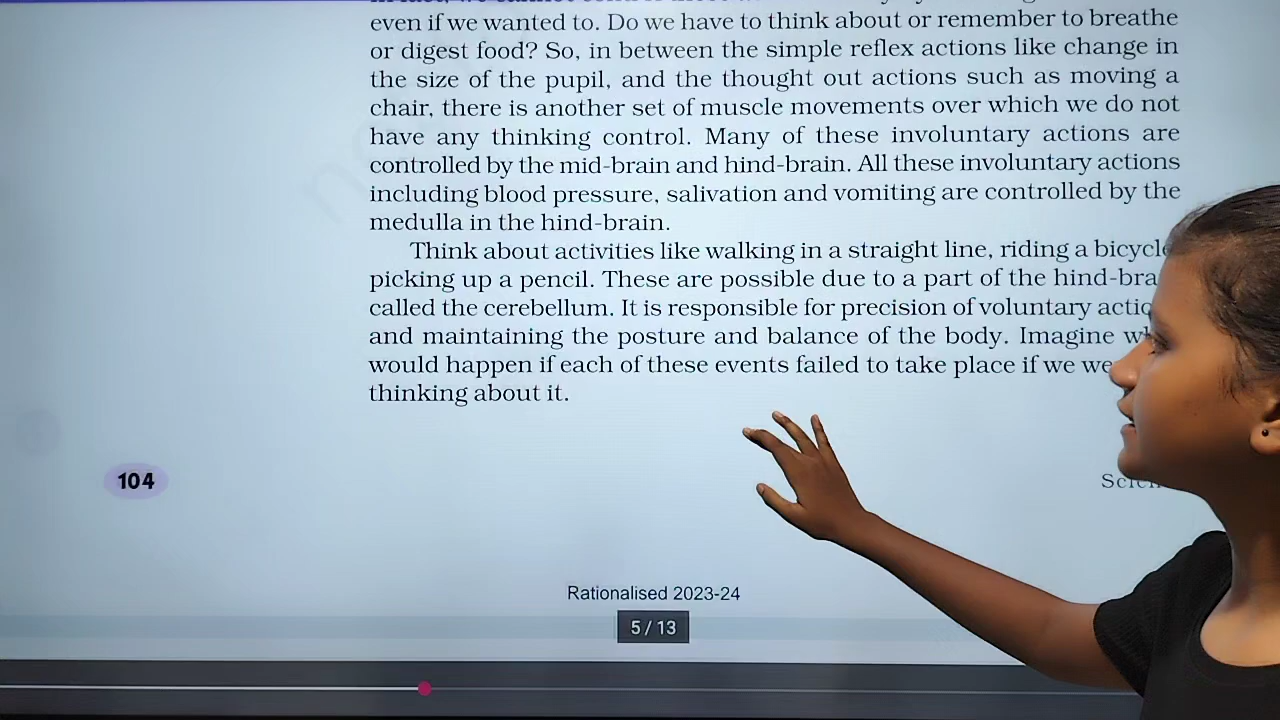 even if we wanted to. Do we have to think about or remember to breathe
or digest food? So, in between the simple reflex actions like change in
the size of the pupil, and the thought out actions such as moving a
chair, there is another set of muscle movements over which we do not
have any thinking control. Many of these involuntary actions are
controlled by the mid-brain and hind-brain. All these involuntary actions
including blood pressure, salivation and vomiting are controlled by the
medulla in the hind-brain.
Think about activities like walking in a straight line, riding a
picking up a pencil. These are possible due to a part of the
called the cerebellum. It is responsible for precision of voluntary
and maintaining the posture and balance of the body. Imagine
would happen if each of these events failed to take place if we
thinking about it.
104
Rationalised 2023-24
5 / 13